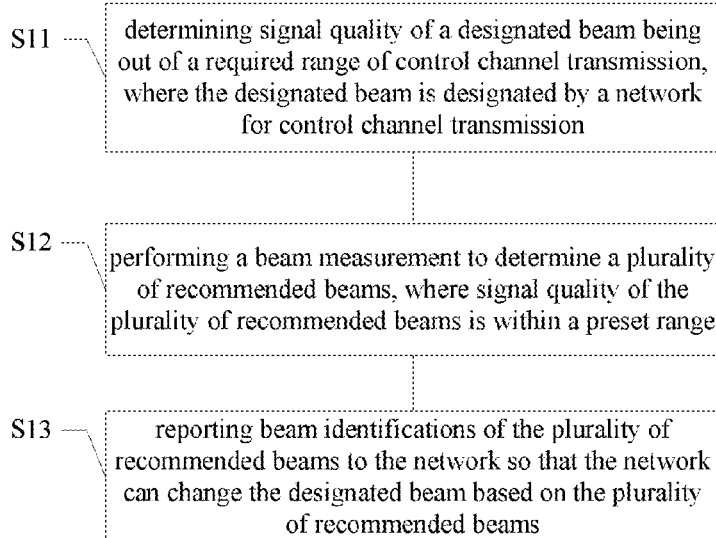 S11
determining signal quality of a designated beam being
out of a required range of control channel transmission,
where the designated beam is designated by a network
for control channel transmission
S12
performing a beam measurement to determine a plurality
of recommended beams, where signal quality of the
plurality of recommended beams is within a preset range
S13
reporting beam identifications of the plurality of
recommended beams to the network so that the network
can change the designated beam based on the plurality
of recommended beams